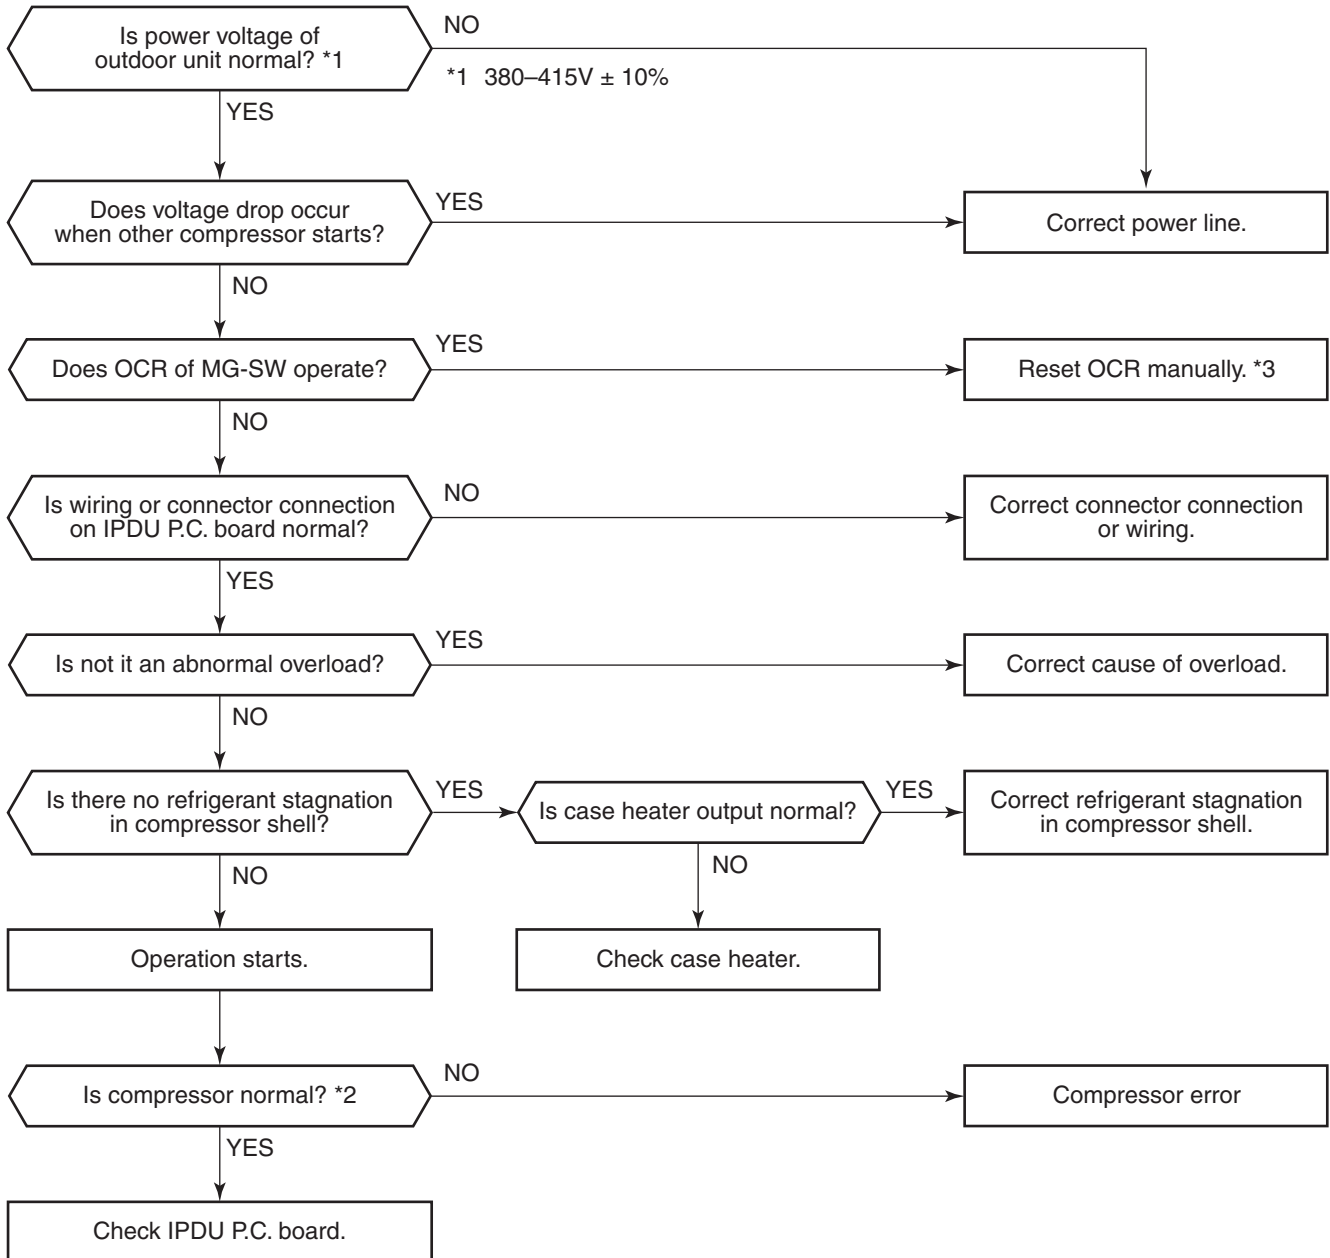 Is power voltage of
outdoor unit normal? *1
NO
*1 380–415V ± 10%
YES
Does voltage drop occur
when other compressor starts?
YES
Correct power line.
NO
Does OCR of MG-SW operate?
YES
Reset OCR manually. *3
NO
Is wiring or connector connection
on IPDU P.C. board normal?
NO
Correct connector connection
or wiring.
YES
Is not it an abnormal overload?
YES
Correct cause of overload.
NO
Is there no refrigerant stagnation
in compressor shell?
YES
Is case heater output normal?
YES
Correct refrigerant stagnation
in compressor shell.
NO
NO
Operation starts.
Check case heater.
Is compressor normal? *2
NO
Compressor error
YES
Check IPDU P.C. board.